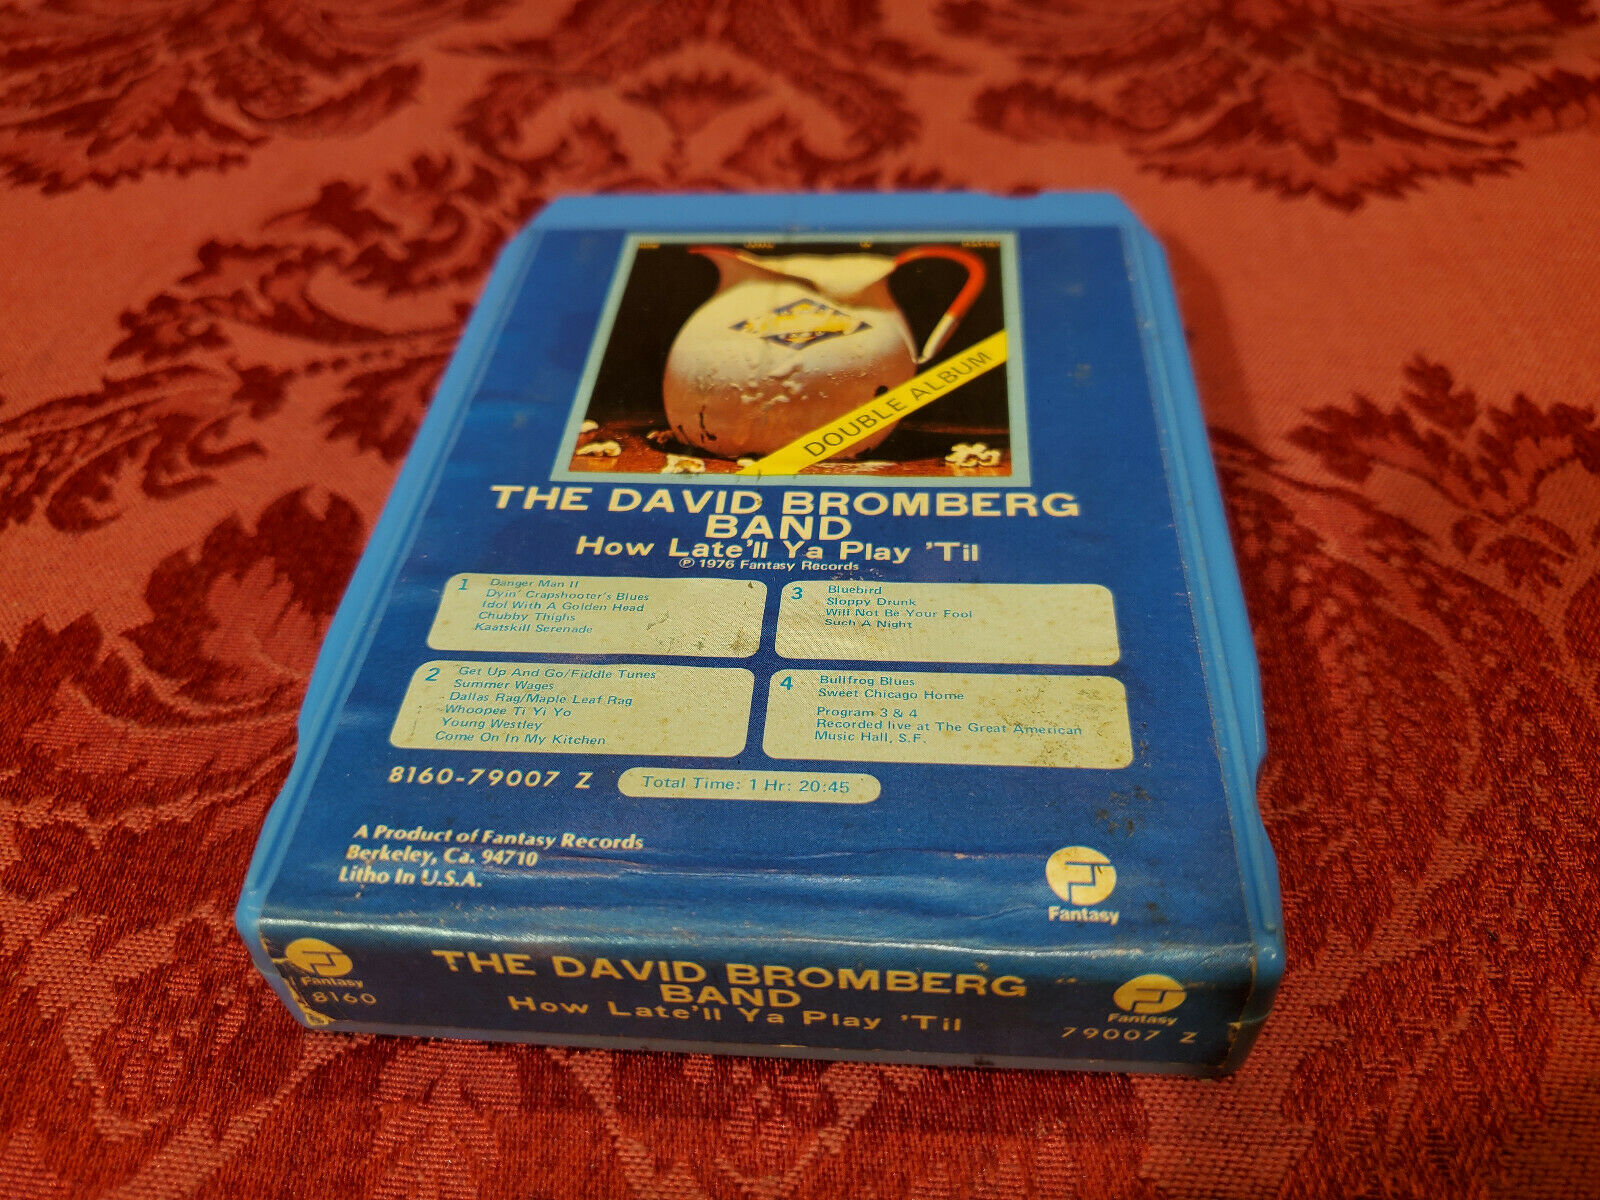 DOUBLE ALBUM
THE DAVID BROMBERG
BAND
How Late'll Ya Play 'Til
℗ 1976 Fantasy Records
1 Danger Man II
Dyin' Crapshooter's Blues
Idol With A Golden Head
Chubby Thighs
Kaatskill Serenade
2 Get Up And Go/Fiddle Tunes
Summer Wages
Dallas Rag/Maple Leaf Rag
Whoopee Ti Yi Yo
Young Westley
Come On In My Kitchen
3 Bluebird
Sloppy Drunk
Will Not Be Your Fool
Such A Night
4 Bullfrog Blues
Sweet Chicago Home
Program 3 & 4
Recorded live at The Great American
Music Hall, S.F.
8160-79007 Z
Total Time: 1 Hr: 20:45
A Product of Fantasy Records
Berkeley, Ca. 94710
Litho In U.S.A.
Fantasy
Fantasy
8160
THE DAVID BROMBERG
BAND
How Late'll Ya Play 'Til
Fantasy
79007 Z